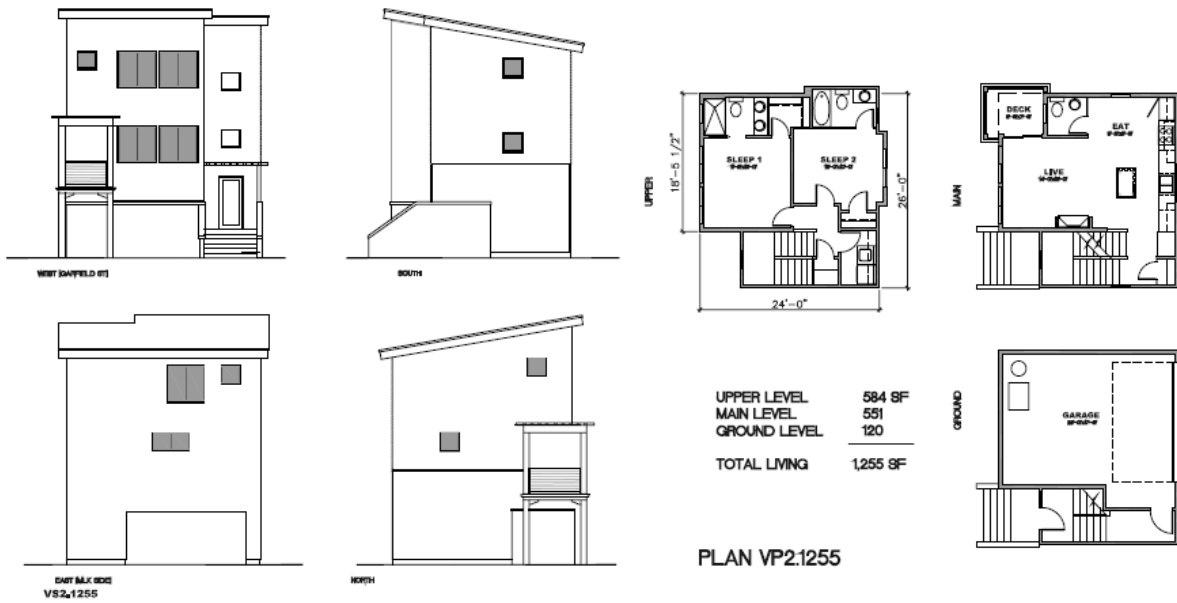 WEST [GARFIELD ST]
SOUTH
EAST [MLK SIDE]
VS2.1255
NORTH
UPPER
18'-5 1/2"
SLEEP 1
SLEEP 2
26'-0"
24'-0"
MAIN
DECK
EAT
LIVE
UPPER LEVEL 584 SF
MAIN LEVEL 551
GROUND LEVEL 120
TOTAL LIVING 1,255 SF
GROUND
GARAGE
PLAN VP2.1255